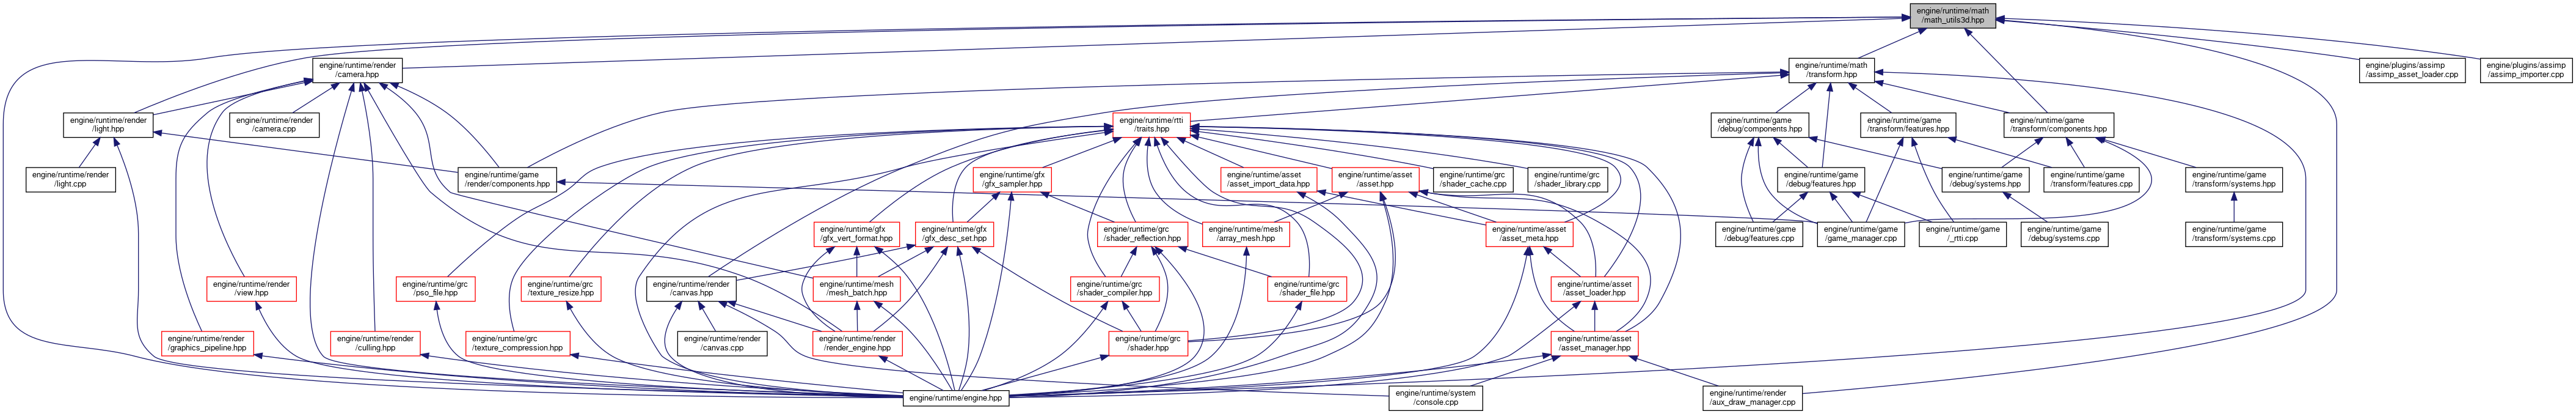 engine/runtime/math
/math_utils3d.hpp
engine/runtime/render
/camera.hpp
engine/runtime/math
/transform.hpp
engine/plugins/assimp
/assimp_asset_loader.cpp
engine/plugins/assimp
/assimp_importer.cpp
engine/runtime/render
/light.hpp
engine/runtime/render
/camera.cpp
engine/runtime/rtti
/traits.hpp
engine/runtime/game
/debug/components.hpp
engine/runtime/game
/transform/features.hpp
engine/runtime/game
/transform/components.hpp
engine/runtime/render
/light.cpp
engine/runtime/game
/render/components.hpp
engine/runtime/gfx
/gfx_sampler.hpp
engine/runtime/asset
/asset_import_data.hpp
engine/runtime/asset
/asset.hpp
engine/runtime/grc
/shader_cache.cpp
engine/runtime/grc
/shader_library.cpp
engine/runtime/game
/debug/features.hpp
engine/runtime/game
/debug/systems.hpp
engine/runtime/game
/transform/features.cpp
engine/runtime/game
/transform/systems.hpp
engine/runtime/gfx
/gfx_vert_format.hpp
engine/runtime/gfx
/gfx_desc_set.hpp
engine/runtime/grc
/shader_reflection.hpp
engine/runtime/mesh
/array_mesh.hpp
engine/runtime/asset
/asset_meta.hpp
engine/runtime/game
/debug/features.cpp
engine/runtime/game
/game_manager.cpp
engine/runtime/game
/_rtti.cpp
engine/runtime/game
/debug/systems.cpp
engine/runtime/game
/transform/systems.cpp
engine/runtime/render
/view.hpp
engine/runtime/grc
/pso_file.hpp
engine/runtime/grc
/texture_resize.hpp
engine/runtime/render
/canvas.hpp
engine/runtime/mesh
/mesh_batch.hpp
engine/runtime/grc
/shader_compiler.hpp
engine/runtime/grc
/shader_file.hpp
engine/runtime/asset
/asset_loader.hpp
engine/runtime/render
/graphics_pipeline.hpp
engine/runtime/render
/culling.hpp
engine/runtime/grc
/texture_compression.hpp
engine/runtime/render
/canvas.cpp
engine/runtime/render
/render_engine.hpp
engine/runtime/grc
/shader.hpp
engine/runtime/asset
/asset_manager.hpp
engine/runtime/engine.hpp
engine/runtime/system
/console.cpp
engine/runtime/render
/aux_draw_manager.cpp